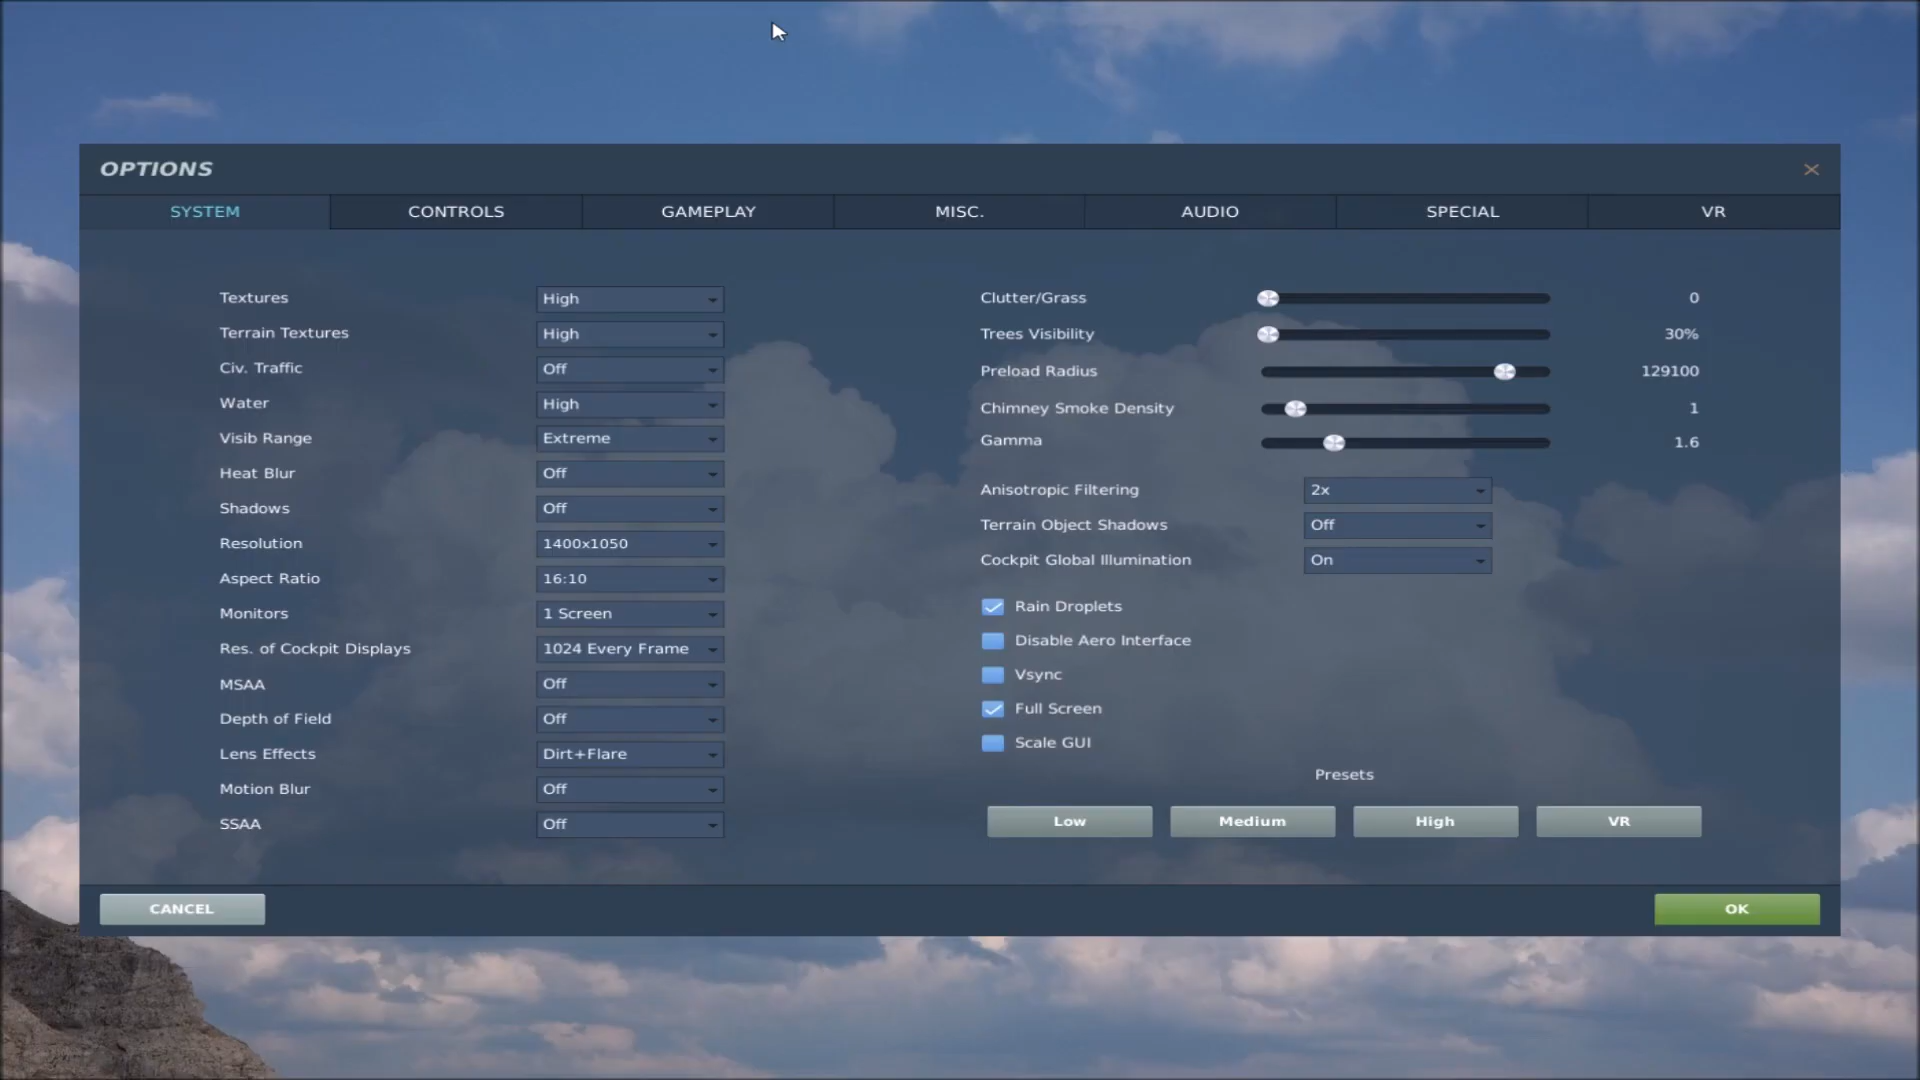 OPTIONS
SYSTEM CONTROLS GAMEPLAY MISC. AUDIO SPECIAL VR
Textures High
Terrain Textures High
Civ. Traffic Off
Water High
Visib Range Extreme
Heat Blur Off
Shadows Off
Resolution 1400x1050
Aspect Ratio 16:10
Monitors 1 Screen
Res. of Cockpit Displays 1024 Every Frame
MSAA Off
Depth of Field Off
Lens Effects Dirt+Flare
Motion Blur Off
SSAA Off
Clutter/Grass 0
Trees Visibility 30%
Preload Radius 129100
Chimney Smoke Density 1
Gamma 1.6
Anisotropic Filtering 2x
Terrain Object Shadows Off
Cockpit Global Illumination On
Rain Droplets
Disable Aero Interface
Vsync
Full Screen
Scale GUI
Presets
Low Medium High VR
CANCEL OK